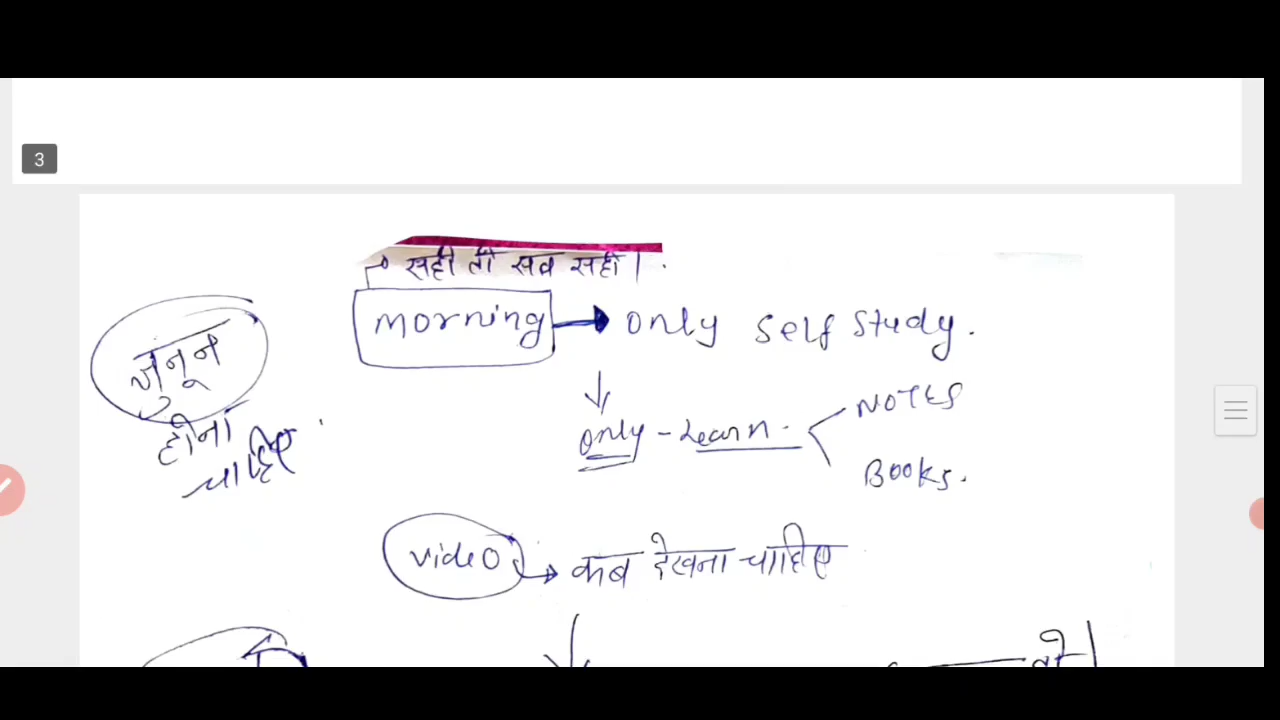 3
सही तो सब सही।
morning → only self study.
जुनून
होना
चाहिए
only - Learn. NOTES
Books.
video → कब देखना चाहिए